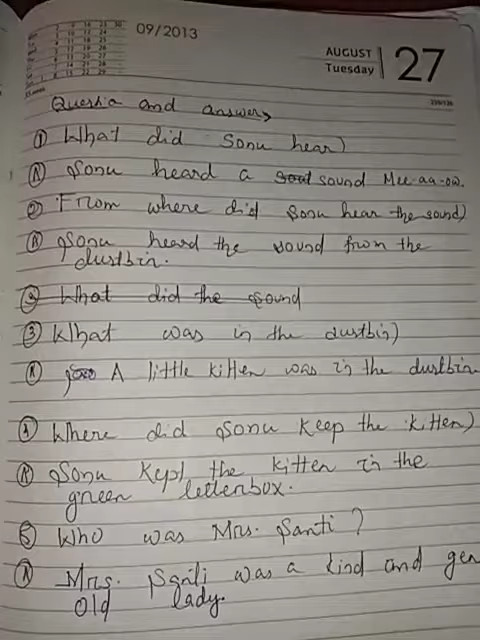 09/2013
AUGUST
Tuesday
27
239/126
Question and answers
① What did Sonu hear?
Ⓐ Sonu heard a sound Mee-aa-ow.
② From where did Sonu hear the sound?
Ⓐ Sonu heard the sound from the
dustbin.
③ What did the sound
③ What was in the dustbin?
Ⓐ A little kitten was in the dustbin
④ Where did Sonu keep the kitten?
Ⓐ Sonu kept the kitten in the
green letterbox.
⑤ Who was Mrs. Santi?
Ⓐ Mrs. Santi was a kind and gen
old lady.